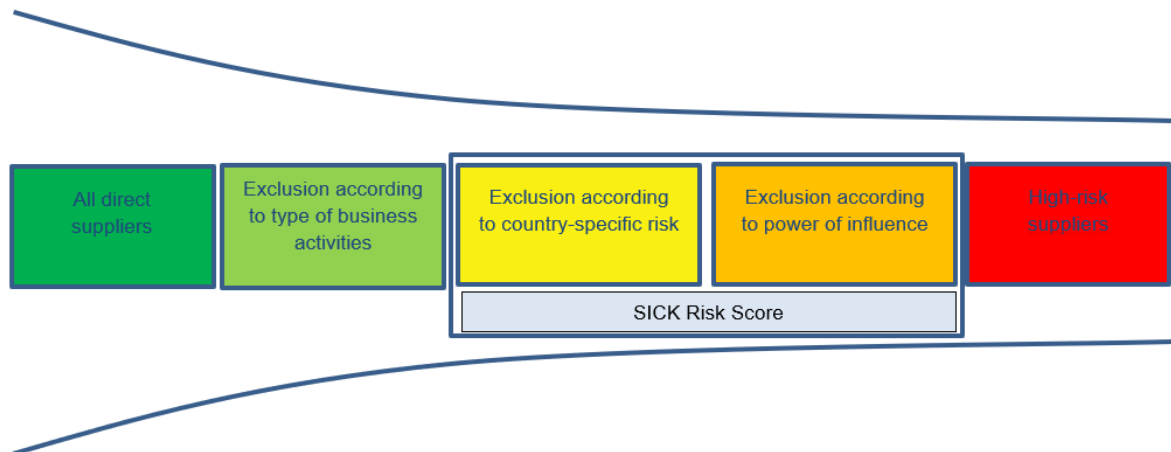 All direct
suppliers
Exclusion according
to type of business
activities
Exclusion according
to country-specific risk
Exclusion according
to power of influence
High-risk
suppliers
SICK Risk Score